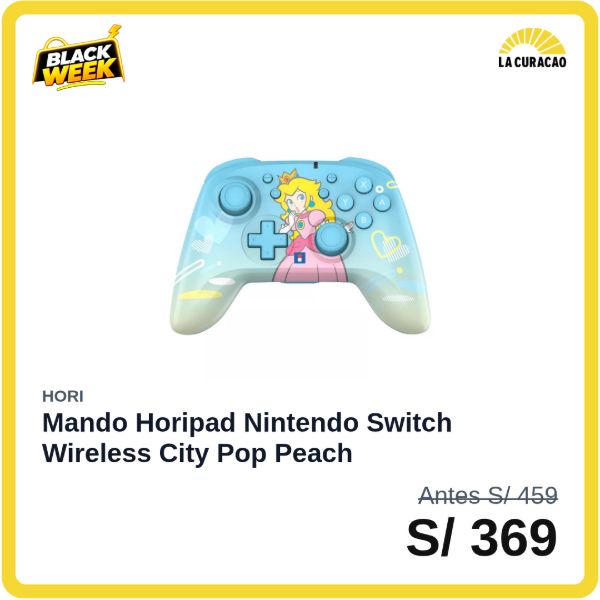 BLACK
WEEK
LA CURACAO
X
Y
A
B
HORI
Mando Horipad Nintendo Switch
Wireless City Pop Peach
Antes S/ 459
S/ 369